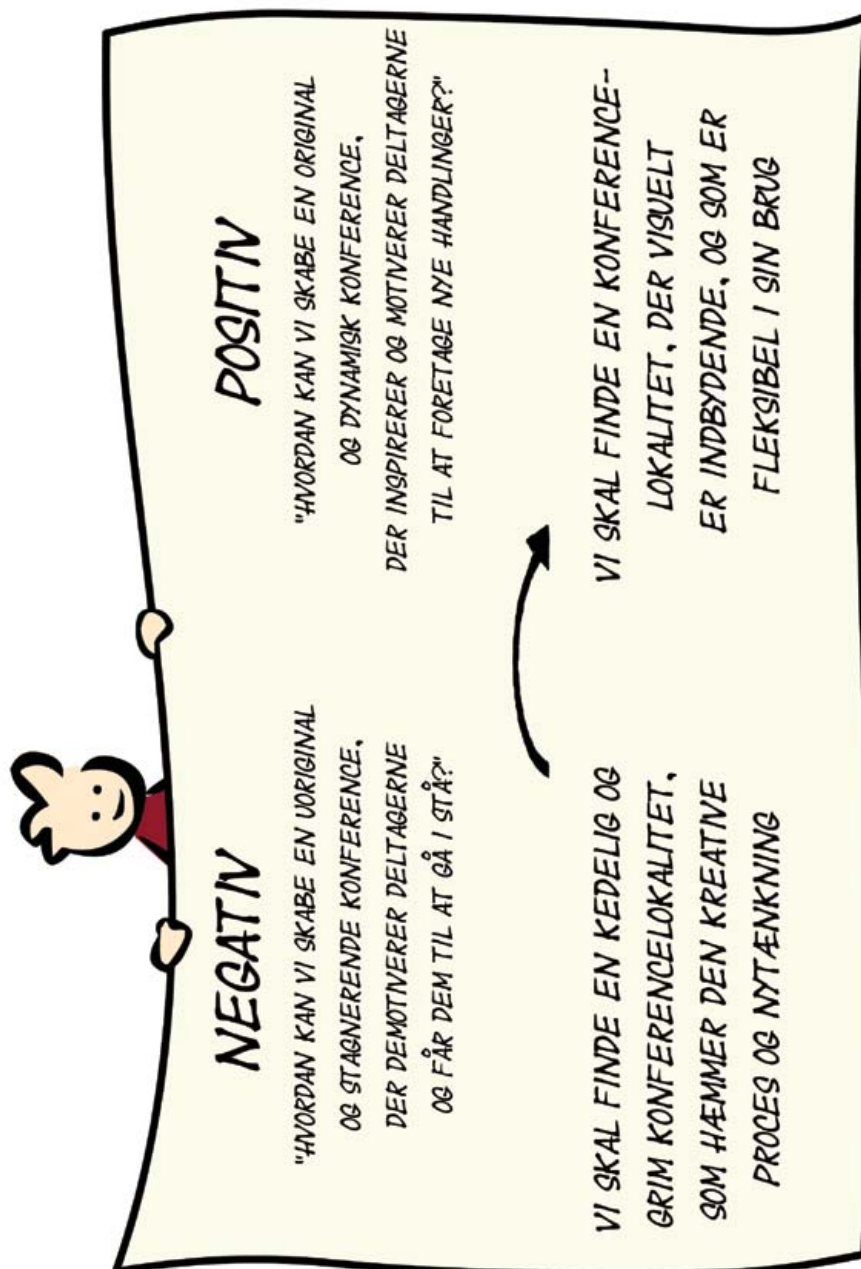 NEGATIV
"HVORDAN KAN VI SKABE EN UORIGINAL
OG STAGNERENDE KONFERENCE,
DER DEMOTIVERER DELTAGERNE
OG FÅR DEM TIL AT GÅ I STÅ?"
VI SKAL FINDE EN KEDELIG OG
GRIM KONFERENCELOKALITET,
SOM HÆMMER DEN KREATIVE
PROCES OG NYTÆNKNING
POSITIV
"HVORDAN KAN VI SKABE EN ORIGINAL
OG DYNAMISK KONFERENCE,
DER INSPIRERER OG MOTIVERER DELTAGERNE
TIL AT FORETAGE NYE HANDLINGER?"
VI SKAL FINDE EN KONFERENCE-
LOKALITET, DER VISUELT
ER INDBYDENDE, OG SOM ER
FLEKSIBEL I SIN BRUG